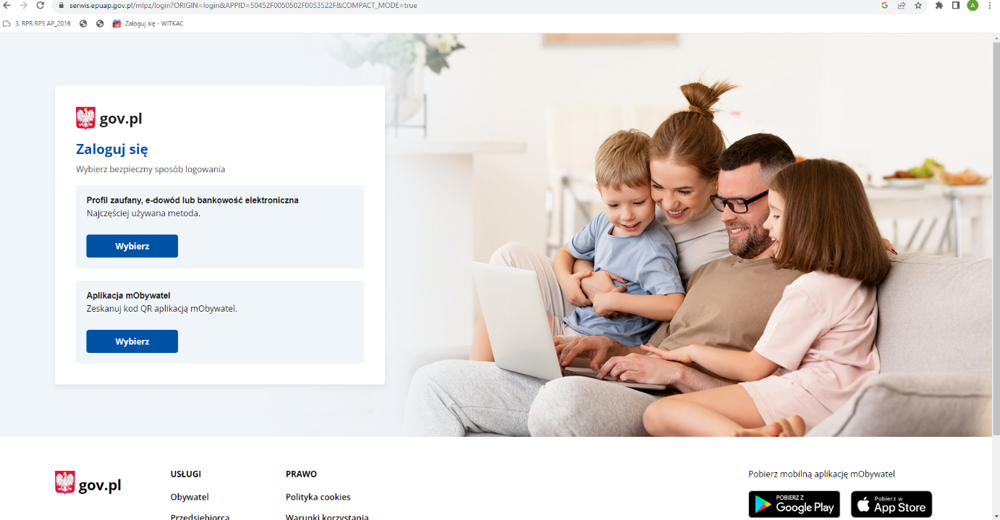 serwis.epuap.gov.pl/mlpz/login?ORIGIN=login&APPID=50452F0050502F0053522F&COMPACT_MODE=true
A
3. RPR RPS AP_2016
Zaloguj się - WITKAC
gov.pl
Zaloguj się
Wybierz bezpieczny sposób logowania
Profil zaufany, e-dowód lub bankowość elektroniczna
Najczęściej używana metoda.
Wybierz
Aplikacja mObywatel
Zeskanuj kod QR aplikacją mObywatel.
Wybierz
gov.pl
USŁUGI
Obywatel
Przedsiębiorca
PRAWO
Polityka cookies
Warunki korzystania
Pobierz mobilną aplikację mObywatel
POBIERZ Z
Google Play
Pobierz w
App Store